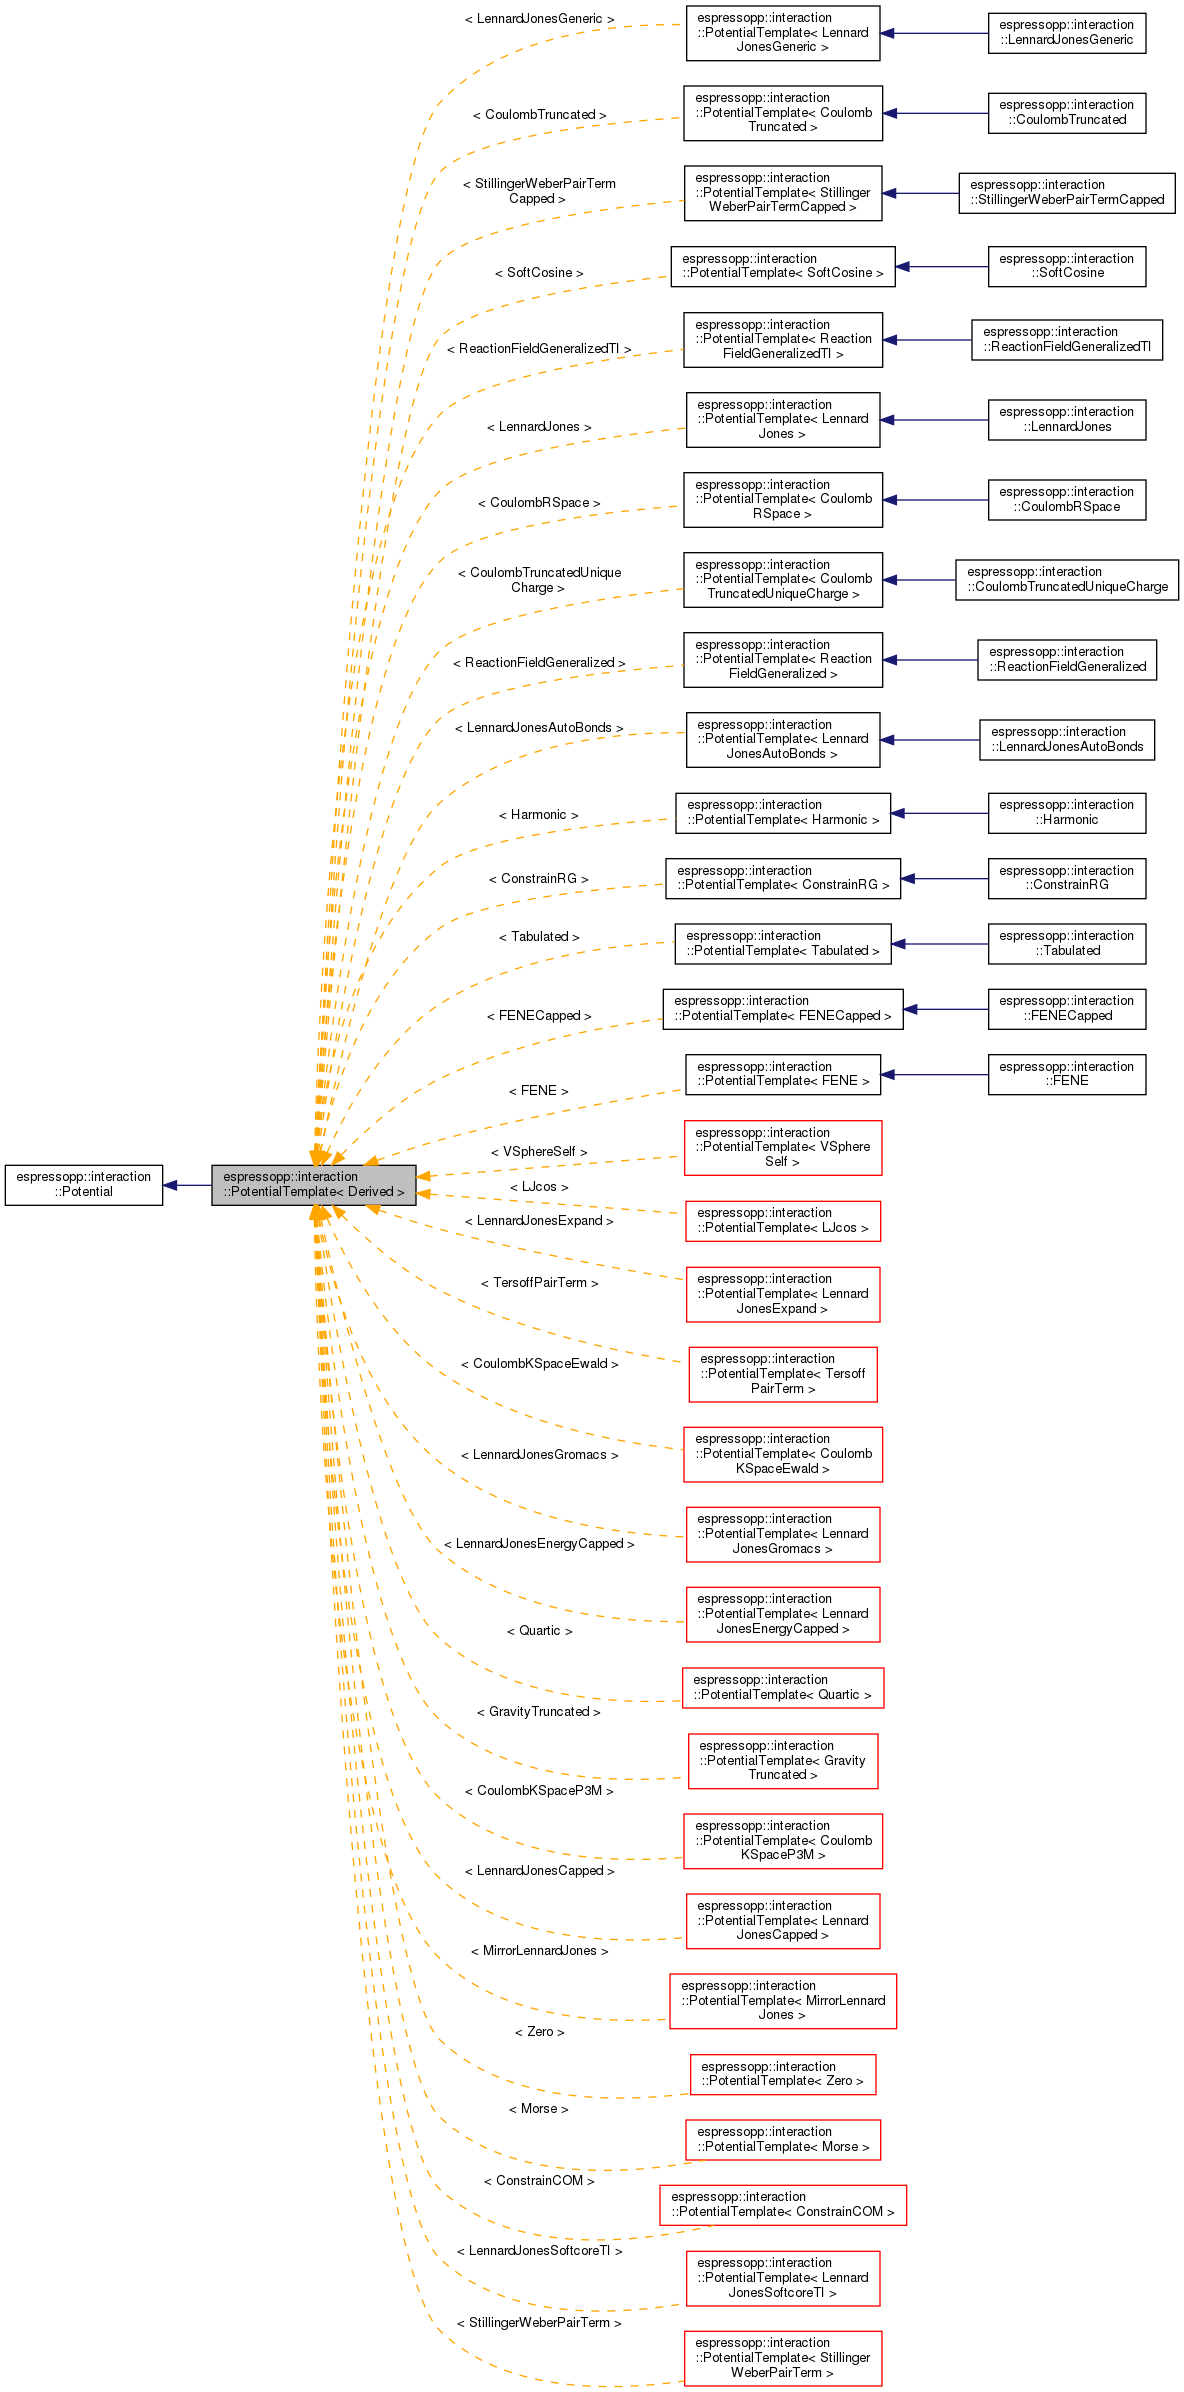 < LennardJonesGeneric >
espressopp::interaction
::PotentialTemplate< Lennard
JonesGeneric >
espressopp::interaction
::LennardJonesGeneric
< CoulombTruncated >
espressopp::interaction
::PotentialTemplate< Coulomb
Truncated >
espressopp::interaction
::CoulombTruncated
< StillingerWeberPairTerm
Capped >
espressopp::interaction
::PotentialTemplate< Stillinger
WeberPairTermCapped >
espressopp::interaction
::StillingerWeberPairTermCapped
< SoftCosine >
espressopp::interaction
::PotentialTemplate< SoftCosine >
espressopp::interaction
::SoftCosine
< ReactionFieldGeneralizedTI >
espressopp::interaction
::PotentialTemplate< Reaction
FieldGeneralizedTI >
espressopp::interaction
::ReactionFieldGeneralizedTI
< LennardJones >
espressopp::interaction
::PotentialTemplate< Lennard
Jones >
espressopp::interaction
::LennardJones
< CoulombRSpace >
espressopp::interaction
::PotentialTemplate< Coulomb
RSpace >
espressopp::interaction
::CoulombRSpace
< CoulombTruncatedUnique
Charge >
espressopp::interaction
::PotentialTemplate< Coulomb
TruncatedUniqueCharge >
espressopp::interaction
::CoulombTruncatedUniqueCharge
< ReactionFieldGeneralized >
espressopp::interaction
::PotentialTemplate< Reaction
FieldGeneralized >
espressopp::interaction
::ReactionFieldGeneralized
< LennardJonesAutoBonds >
espressopp::interaction
::PotentialTemplate< Lennard
JonesAutoBonds >
espressopp::interaction
::LennardJonesAutoBonds
< Harmonic >
espressopp::interaction
::PotentialTemplate< Harmonic >
espressopp::interaction
::Harmonic
< ConstrainRG >
espressopp::interaction
::PotentialTemplate< ConstrainRG >
espressopp::interaction
::ConstrainRG
< Tabulated >
espressopp::interaction
::PotentialTemplate< Tabulated >
espressopp::interaction
::Tabulated
< FENECapped >
espressopp::interaction
::PotentialTemplate< FENECapped >
espressopp::interaction
::FENECapped
< FENE >
espressopp::interaction
::PotentialTemplate< FENE >
espressopp::interaction
::FENE
< VSphereSelf >
espressopp::interaction
::PotentialTemplate< VSphere
Self >
espressopp::interaction
::Potential
espressopp::interaction
::PotentialTemplate< Derived >
< LJcos >
espressopp::interaction
::PotentialTemplate< LJcos >
< LennardJonesExpand >
espressopp::interaction
::PotentialTemplate< Lennard
JonesExpand >
< TersoffPairTerm >
espressopp::interaction
::PotentialTemplate< Tersoff
PairTerm >
< CoulombKSpaceEwald >
espressopp::interaction
::PotentialTemplate< Coulomb
KSpaceEwald >
< LennardJonesGromacs >
espressopp::interaction
::PotentialTemplate< Lennard
JonesGromacs >
< LennardJonesEnergyCapped >
espressopp::interaction
::PotentialTemplate< Lennard
JonesEnergyCapped >
< Quartic >
espressopp::interaction
::PotentialTemplate< Quartic >
< GravityTruncated >
espressopp::interaction
::PotentialTemplate< Gravity
Truncated >
< CoulombKSpaceP3M >
espressopp::interaction
::PotentialTemplate< Coulomb
KSpaceP3M >
< LennardJonesCapped >
espressopp::interaction
::PotentialTemplate< Lennard
JonesCapped >
< MirrorLennardJones >
espressopp::interaction
::PotentialTemplate< MirrorLennard
Jones >
< Zero >
espressopp::interaction
::PotentialTemplate< Zero >
< Morse >
espressopp::interaction
::PotentialTemplate< Morse >
< ConstrainCOM >
espressopp::interaction
::PotentialTemplate< ConstrainCOM >
< LennardJonesSoftcoreTI >
espressopp::interaction
::PotentialTemplate< Lennard
JonesSoftcoreTI >
< StillingerWeberPairTerm >
espressopp::interaction
::PotentialTemplate< Stillinger
WeberPairTerm >